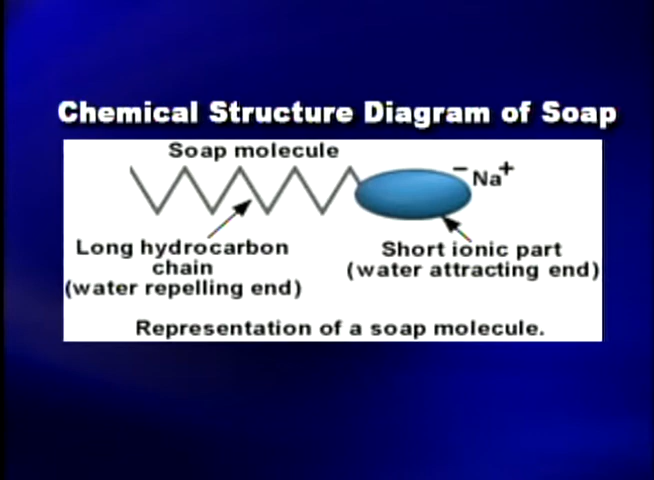 Chemical Structure Diagram of Soap
Soap molecule
− Na+
Long hydrocarbon
chain
(water repelling end)
Short ionic part
(water attracting end)
Representation of a soap molecule.